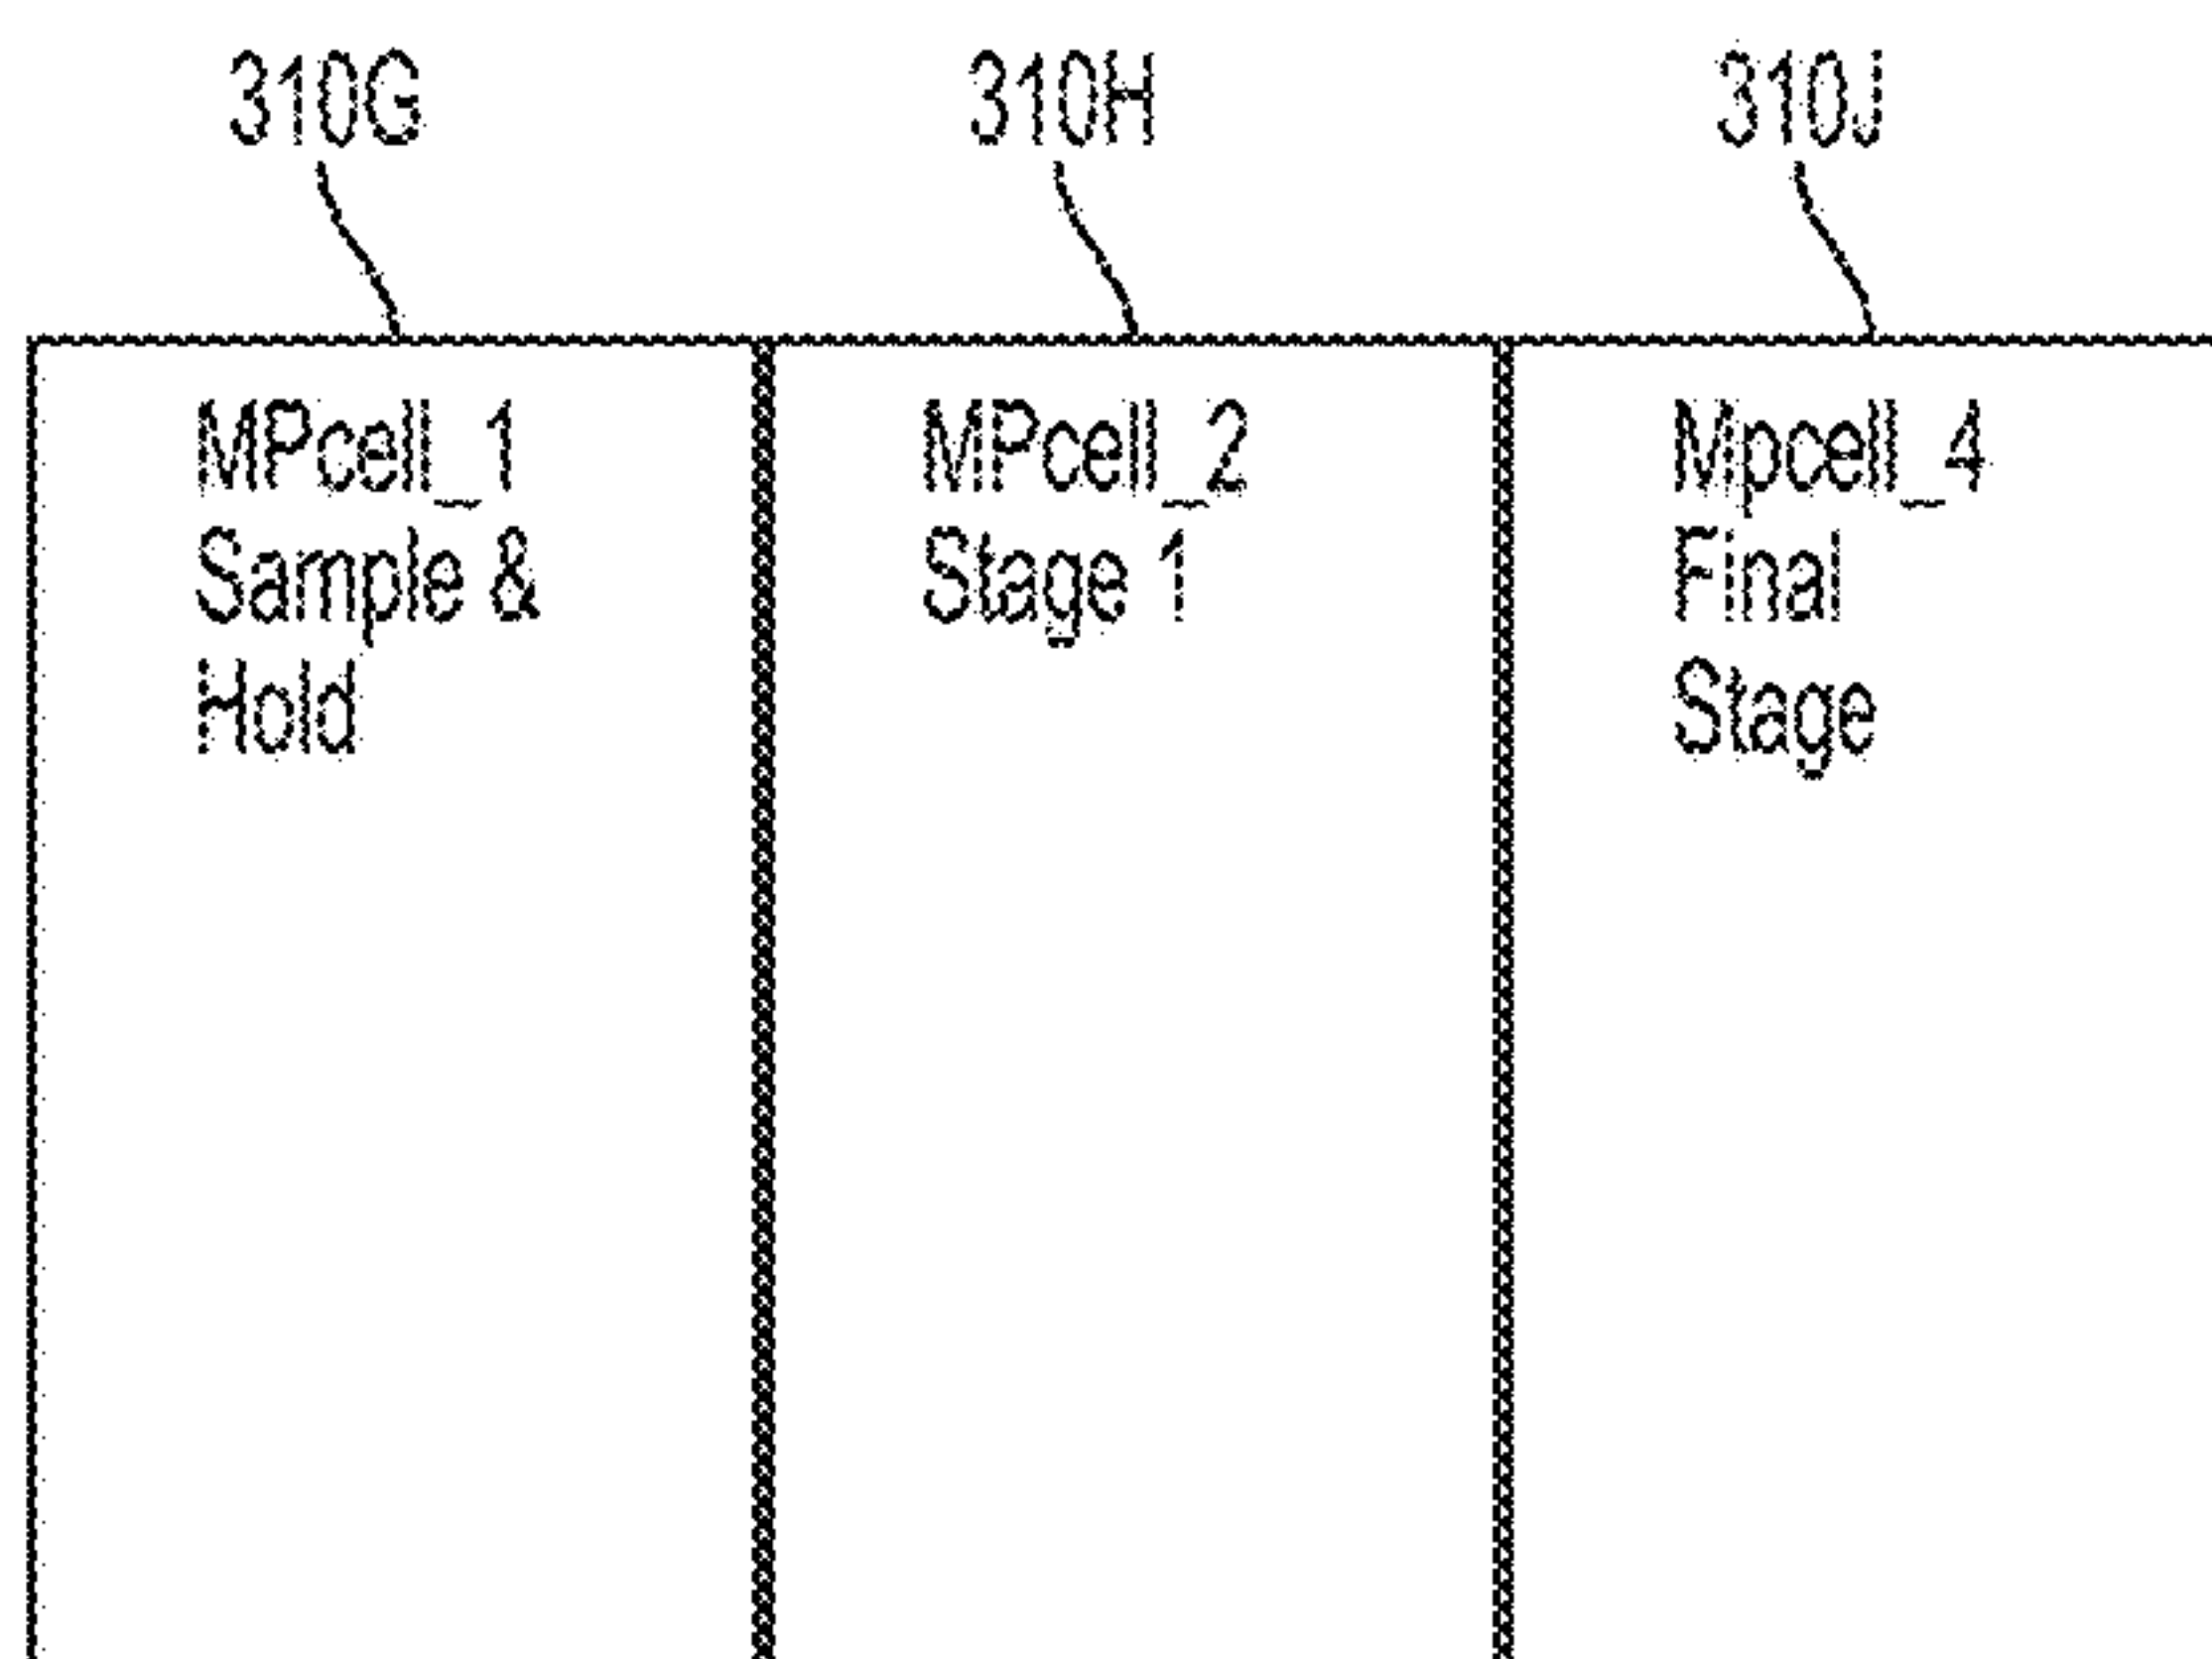 310G
310H
310J
MPcell_1
Sample &
Hold
MPcell_2
Stage 1
Mpcell_4
Final
Stage